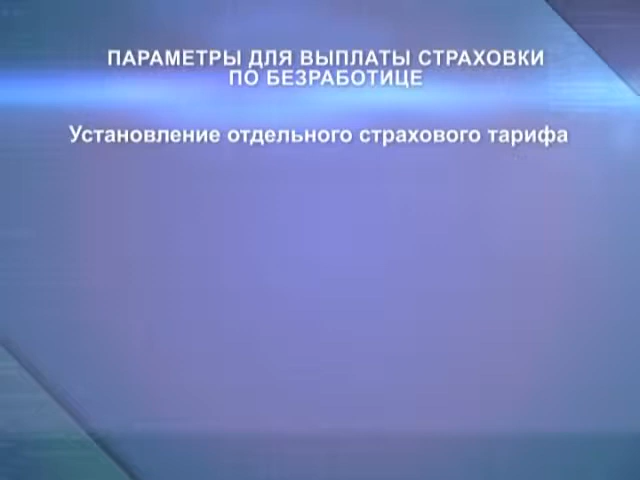 ПАРАМЕТРЫ ДЛЯ ВЫПЛАТЫ СТРАХОВКИ
ПО БЕЗРАБОТИЦЕ
Установление отдельного страхового тарифа